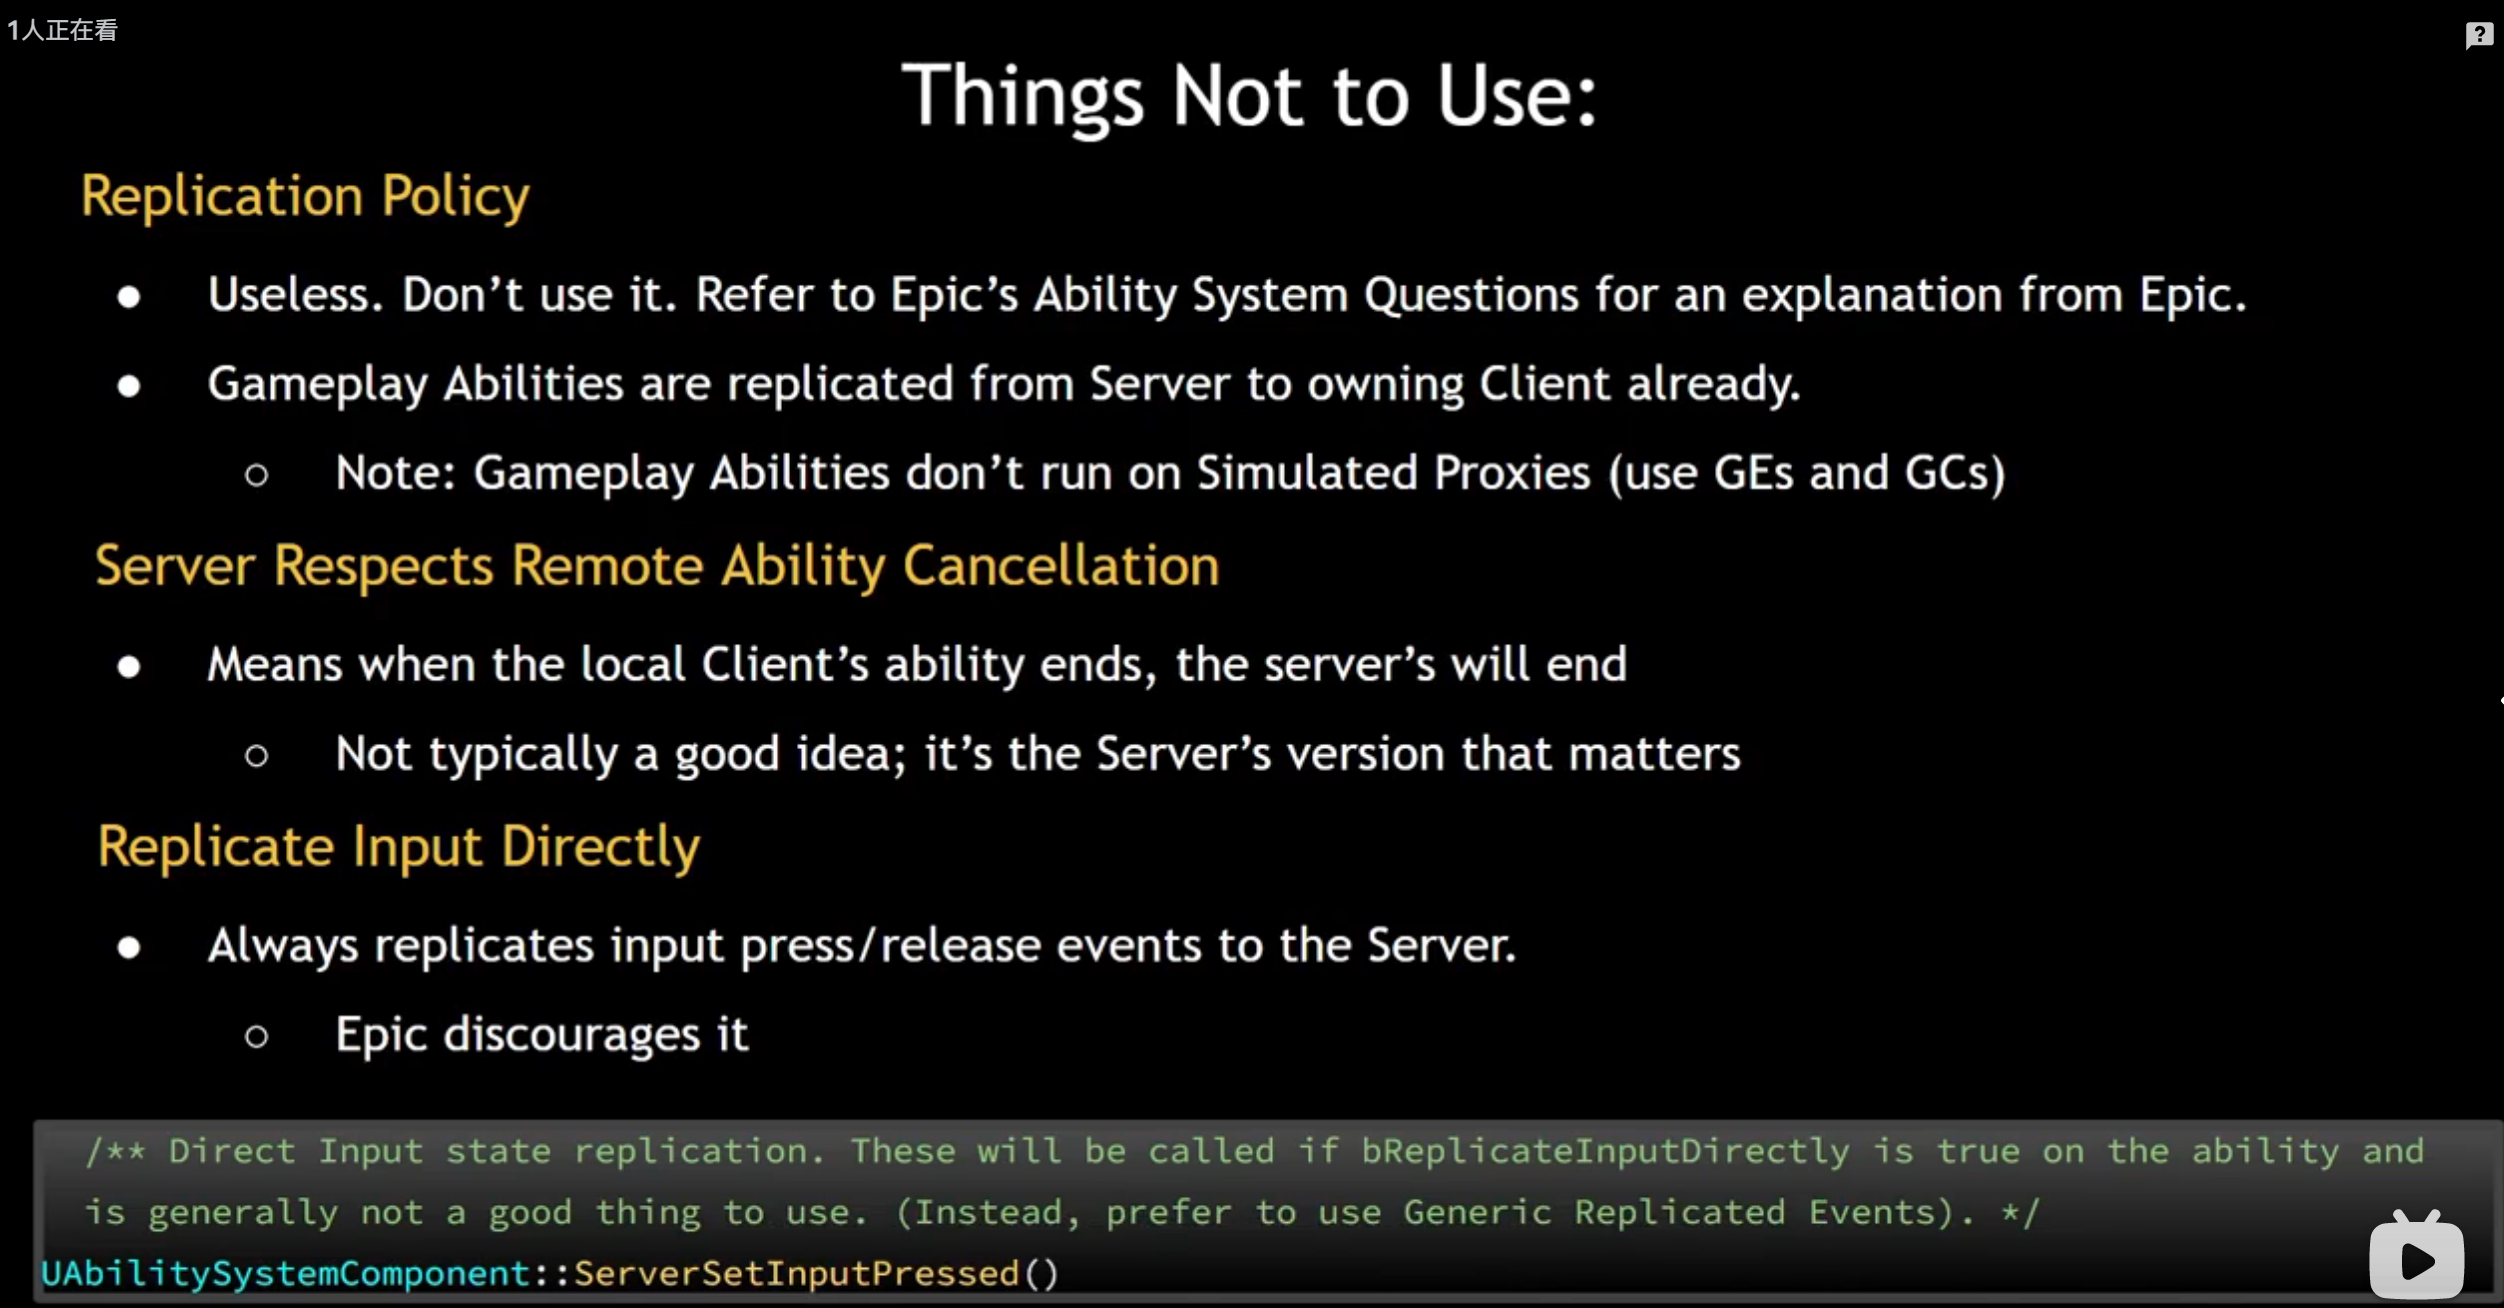 1人正在看
Things Not to Use:
Replication Policy
● Useless. Don’t use it. Refer to Epic’s Ability System Questions for an explanation from Epic.
● Gameplay Abilities are replicated from Server to owning Client already.
○ Note: Gameplay Abilities don’t run on Simulated Proxies (use GEs and GCs)
Server Respects Remote Ability Cancellation
● Means when the local Client’s ability ends, the server’s will end
○ Not typically a good idea; it’s the Server’s version that matters
Replicate Input Directly
● Always replicates input press/release events to the Server.
○ Epic discourages it
/** Direct Input state replication. These will be called if bReplicateInputDirectly is true on the ability and
is generally not a good thing to use. (Instead, prefer to use Generic Replicated Events). */
UAbilitySystemComponent::ServerSetInputPressed()